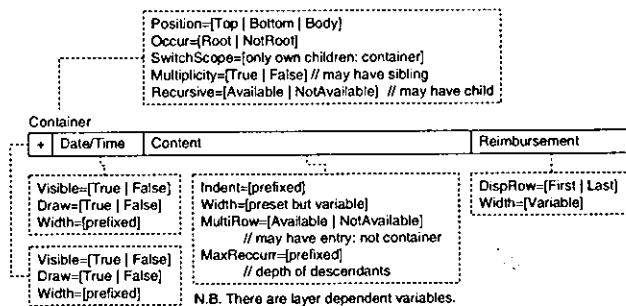 Position=[Top | Bottom | Body]
Occur=[Root | NotRoot]
SwitchScope=[only own children: container]
Multiplicity=[True | False] // may have sibling
Recursive=[Available | NotAvailable] // may have child
Container
+ Date/Time Content Reimbursement
Visible=[True | False]
Draw=[True | False]
Width=[prefixed]
Indent=[prefixed]
Width=[preset but variable]
MultiRow=[Available | NotAvailable]
// may have entry: not container
MaxReccurr=[prefixed]
// depth of descendants
DispRow=[First | Last]
Width=[Variable]
Visible=[True | False]
Draw=[True | False]
Width=[prefixed]
N.B. There are layer dependent variables.